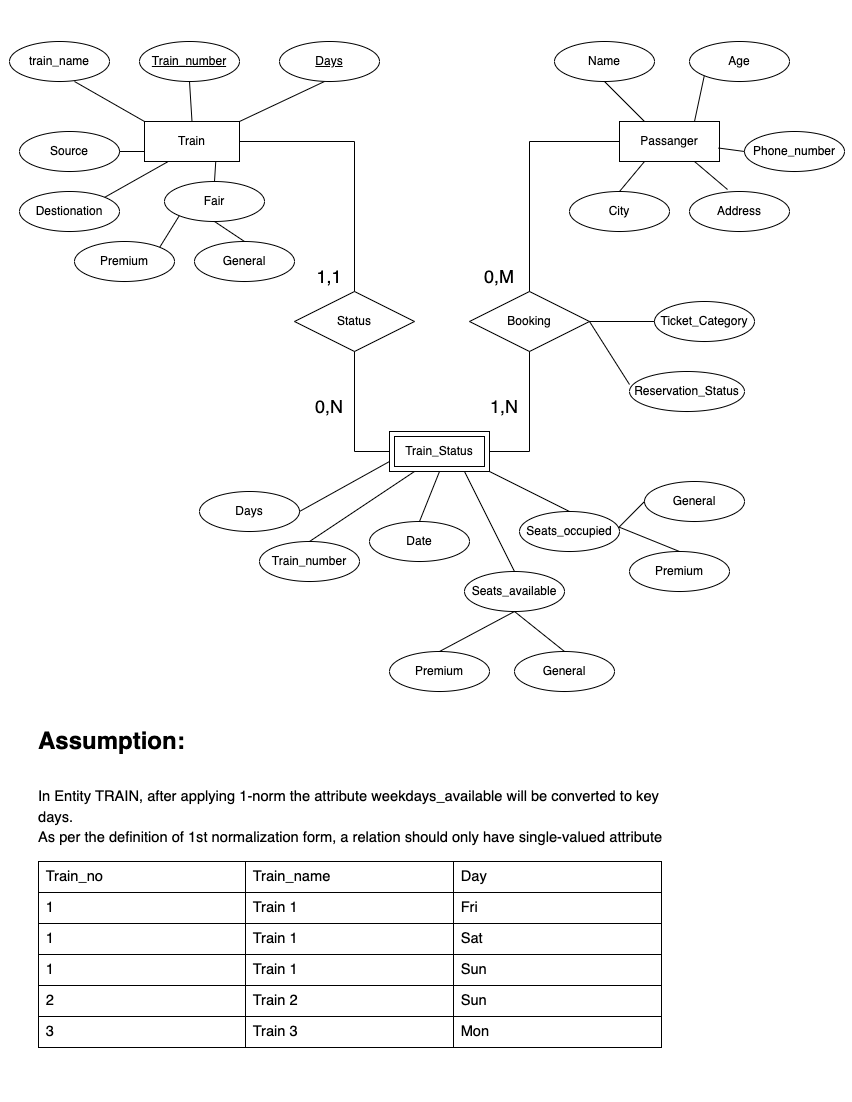 train_name
Train_number
Days
Name
Age
Train
Passanger
Source
Phone_number
Destionation
Fair
City
Address
Premium
General
1,1
0,M
Status
Booking
Ticket_Category
Reservation_Status
0,N
1,N
Train_Status
Days
Train_number
Date
Seats_occupied
General
Premium
Seats_available
Premium
General
Assumption:
In Entity TRAIN, after applying 1-norm the attribute weekdays_available will be converted to key
days.
As per the definition of 1st normalization form, a relation should only have single-valued attribute
Train_no Train_name Day
1 Train 1 Fri
1 Train 1 Sat
1 Train 1 Sun
2 Train 2 Sun
3 Train 3 Mon